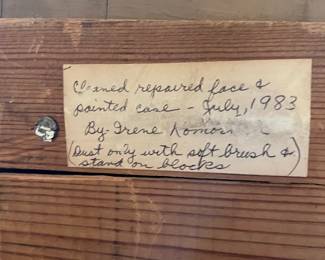 Cleaned repaired face &
painted case - July, 1983
By Irene
(Dust only with soft brush &
stand on blocks)